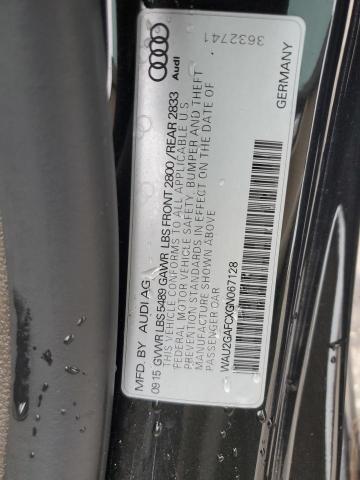 MFD. BY AUDI AG
09 15 GVWR LBS 5489 GAWR LBS FRONT 2800 / REAR 2833
THIS VEHICLE CONFORMS TO ALL APPLICABLE U S
FEDERAL MOTOR VEHICLE SAFETY, BUMPER AND THEFT
PREVENTION STANDARDS IN EFFECT ON THE DATE OF
MANUFACTURE SHOWN ABOVE
PASSENGER CAR
WAU2GAFCXGN067128
Audi
3632741
GERMANY